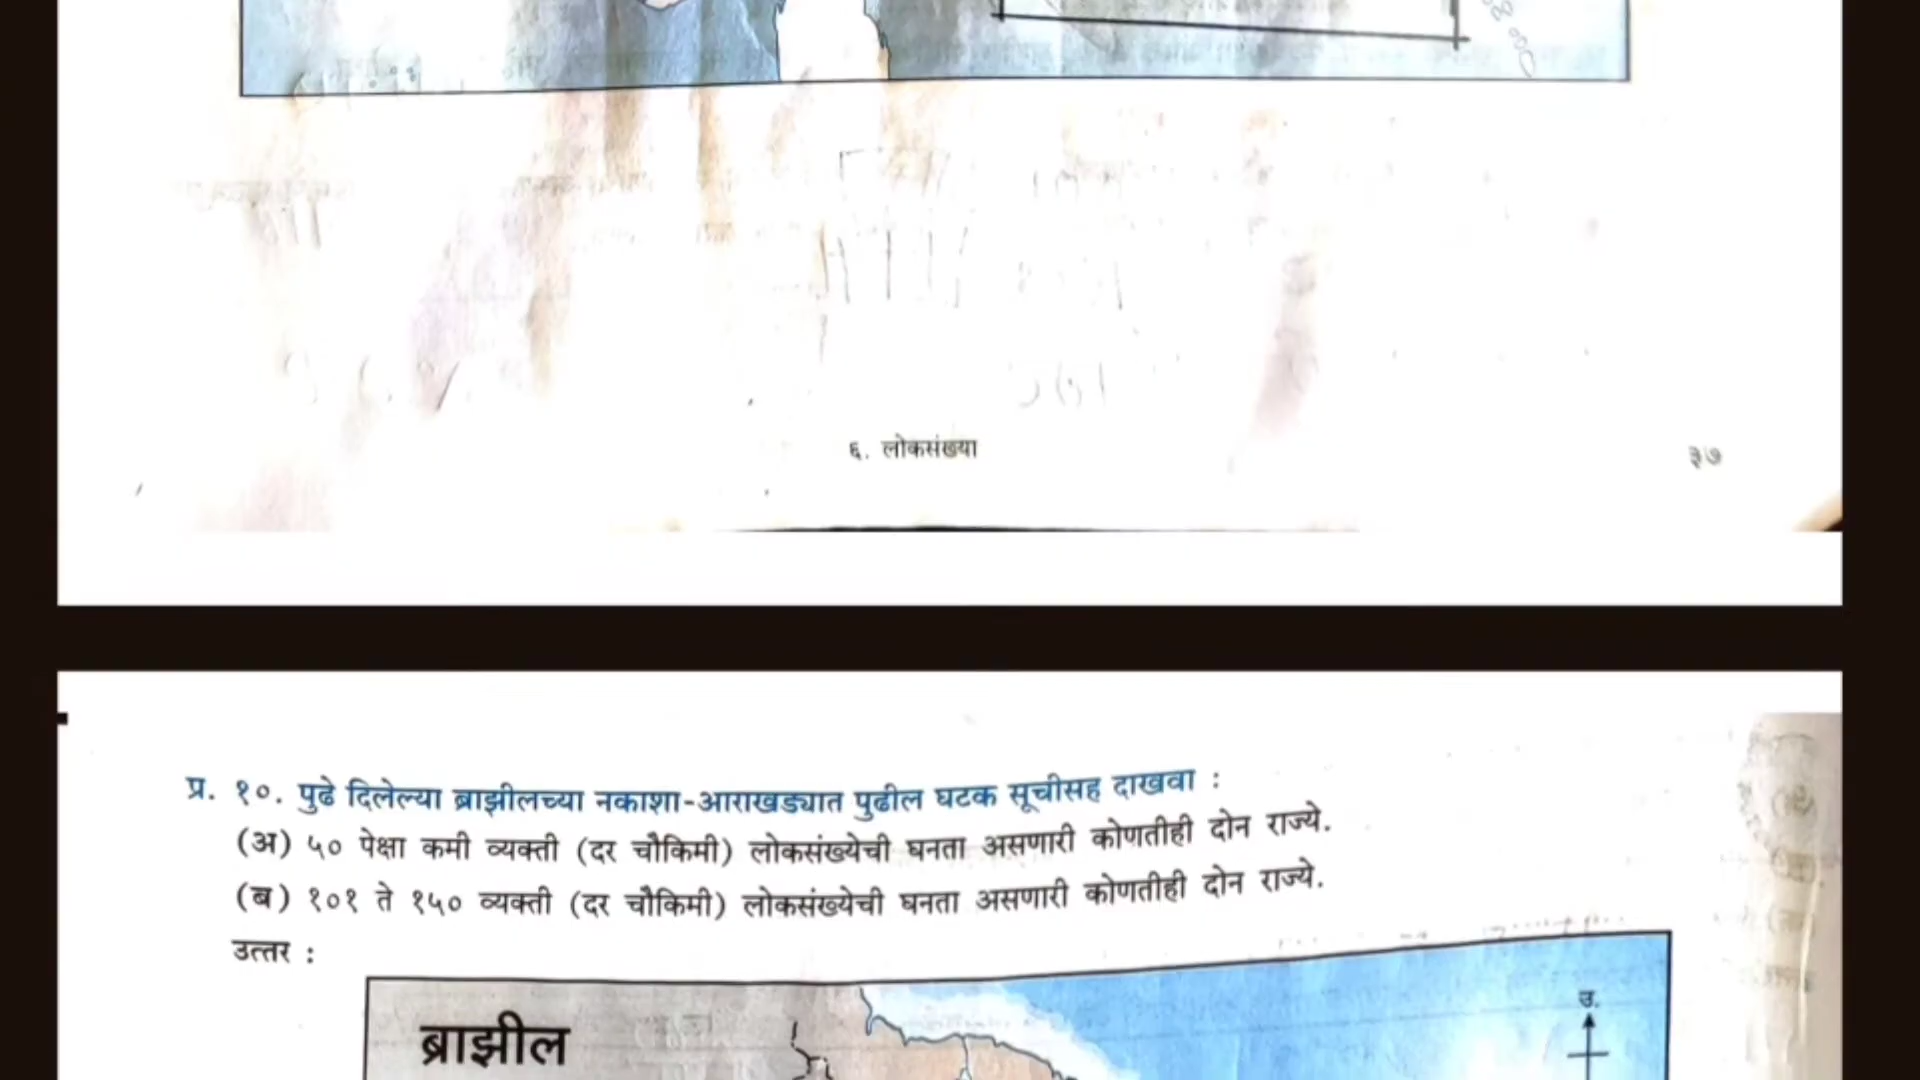 ६. लोकसंख्या
३७
प्र. १०. पुढे दिलेल्या ब्राझीलच्या नकाशा-आराखड्यात पुढील घटक सूचीसह दाखवा :
(अ) ५० पेक्षा कमी व्यक्ती (दर चौकिमी) लोकसंख्येची घनता असणारी कोणतीही दोन राज्ये.
(ब) १०१ ते १५० व्यक्ती (दर चौकिमी) लोकसंख्येची घनता असणारी कोणतीही दोन राज्ये.
उत्तर :
उ.
ब्राझील